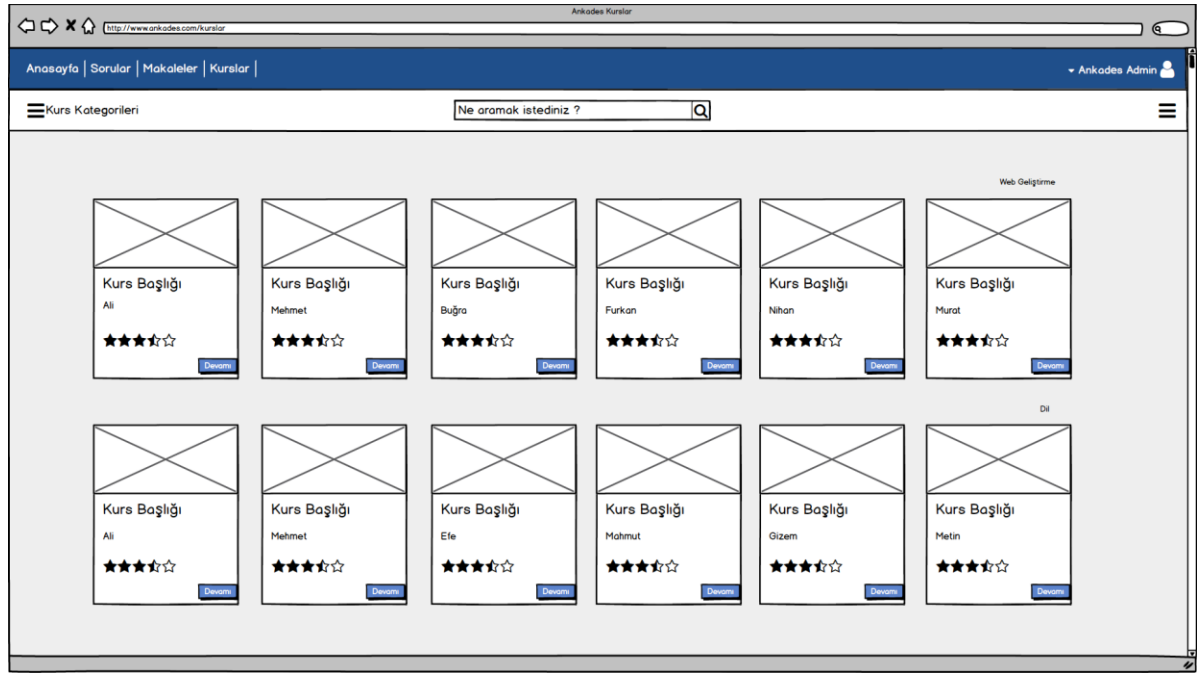 Ankades Kurslar
http://www.ankades.com/kurslar
Anasayfa | Sorular | Makaleler | Kurslar |
Ankades Admin
Kurs Kategorileri
Ne aramak istediniz ?
Web Geliştirme
Kurs Başlığı Kurs Başlığı Kurs Başlığı Kurs Başlığı Kurs Başlığı Kurs Başlığı
Ali Mehmet Buğra Furkan Nihan Murat
Devamı Devamı Devamı Devamı Devamı Devamı
Dil
Kurs Başlığı Kurs Başlığı Kurs Başlığı Kurs Başlığı Kurs Başlığı Kurs Başlığı
Ali Mehmet Efe Mahmut Gizem Metin
Devamı Devamı Devamı Devamı Devamı Devamı